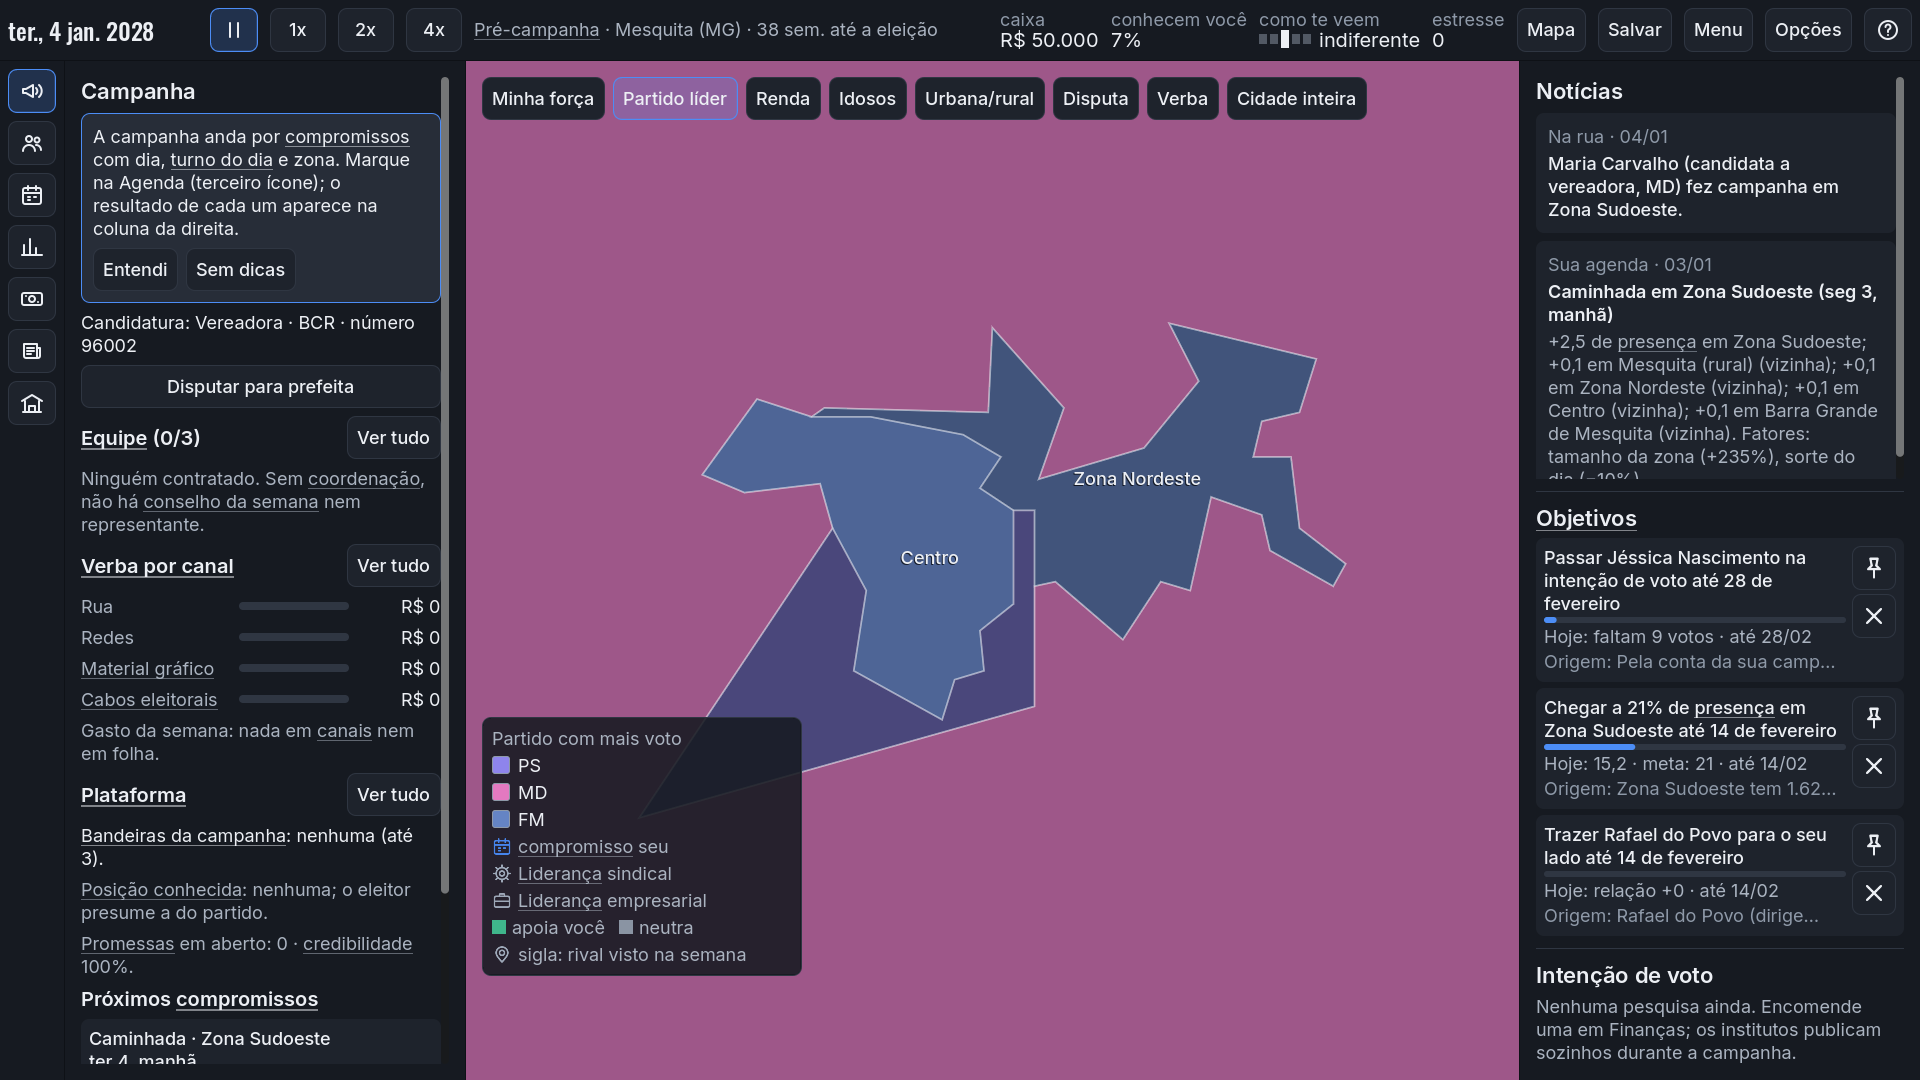 ter., 4 jan. 2028
1x
2x
4x
Pré-campanha · Mesquita (MG) · 38 sem. até a eleição
caixa
R$ 50.000
conhecem você
7%
como te veem
indiferente
estresse
0
Mapa
Salvar
Menu
Opções
Campanha
A campanha anda por compromissos
com dia, turno do dia e zona. Marque
na Agenda (terceiro ícone); o
resultado de cada um aparece na
coluna da direita.
Entendi
Sem dicas
Candidatura: Vereadora · BCR · número
96002
Disputar para prefeita
Equipe (0/3)
Ver tudo
Ninguém contratado. Sem coordenação,
não há conselho da semana nem
representante.
Verba por canal
Ver tudo
Rua R$ 0
Redes R$ 0
Material gráfico R$ 0
Cabos eleitorais R$ 0
Gasto da semana: nada em canais nem
em folha.
Plataforma
Ver tudo
Bandeiras da campanha: nenhuma (até
3).
Posição conhecida: nenhuma; o eleitor
presume a do partido.
Promessas em aberto: 0 · credibilidade
100%.
Próximos compromissos
Caminhada · Zona Sudoeste
ter 4, manhã
Minha força
Partido líder
Renda
Idosos
Urbana/rural
Disputa
Verba
Cidade inteira
Zona Nordeste
Centro
Partido com mais voto
PS
MD
FM
compromisso seu
Liderança sindical
Liderança empresarial
apoia você
neutra
sigla: rival visto na semana
Notícias
Na rua · 04/01
Maria Carvalho (candidata a
vereadora, MD) fez campanha em
Zona Sudoeste.
Sua agenda · 03/01
Caminhada em Zona Sudoeste (seg 3,
manhã)
+2,5 de presença em Zona Sudoeste;
+0,1 em Mesquita (rural) (vizinha); +0,1
em Zona Nordeste (vizinha); +0,1 em
Centro (vizinha); +0,1 em Barra Grande
de Mesquita (vizinha). Fatores:
tamanho da zona (+235%), sorte do
dia (−10%)
Objetivos
Passar Jéssica Nascimento na
intenção de voto até 28 de
fevereiro
Hoje: faltam 9 votos · até 28/02
Origem: Pela conta da sua camp...
Chegar a 21% de presença em
Zona Sudoeste até 14 de fevereiro
Hoje: 15,2 · meta: 21 · até 14/02
Origem: Zona Sudoeste tem 1.62...
Trazer Rafael do Povo para o seu
lado até 14 de fevereiro
Hoje: relação +0 · até 14/02
Origem: Rafael do Povo (dirige...
Intenção de voto
Nenhuma pesquisa ainda. Encomende
uma em Finanças; os institutos publicam
sozinhos durante a campanha.